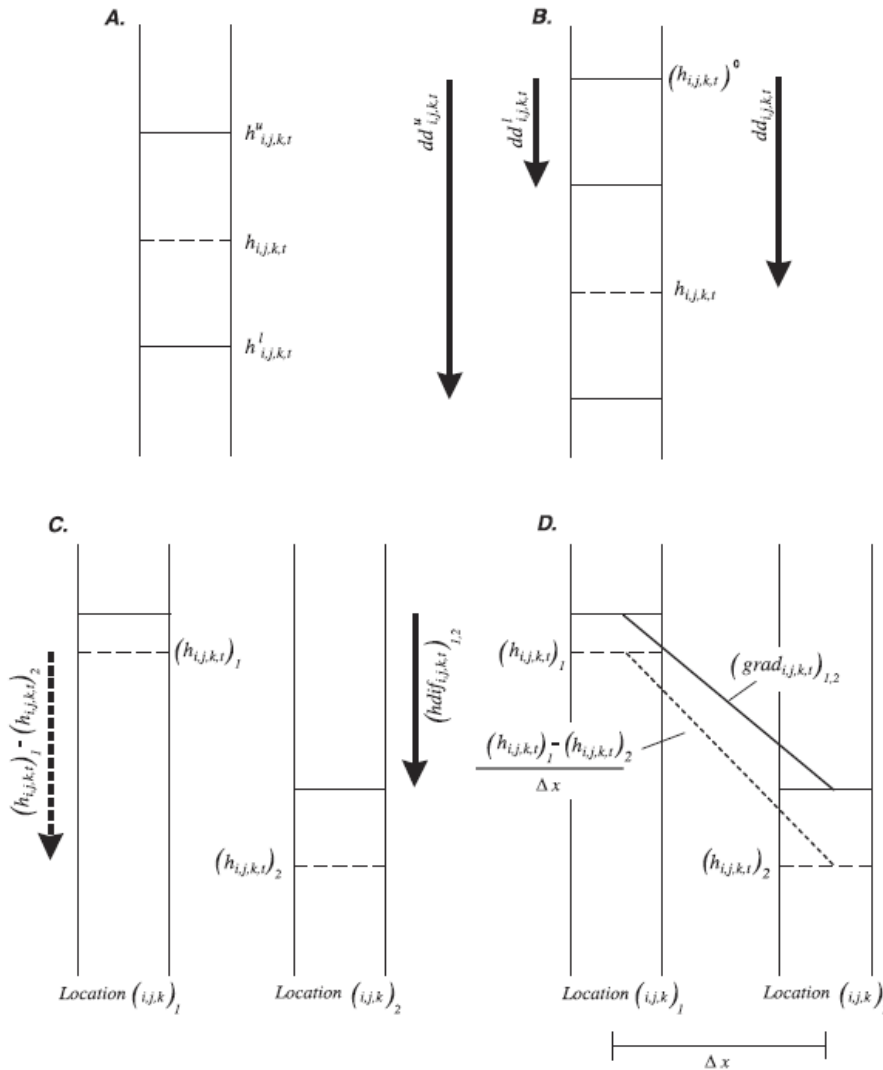 A.
h^u_{i,j,k,t}
h_{i,j,k,t}
h^l_{i,j,k,t}
B.
dd^u_{i,j,k,t}
dd^l_{i,j,k,t}
(h_{i,j,k,t})^0
dd_{i,j,k,t}
h_{i,j,k,t}
C.
(h_{i,j,k,t})_1 - (h_{i,j,k,t})_2
(h_{i,j,k,t})_1
(hdif_{i,j,k,t})_{1,2}
(h_{i,j,k,t})_2
Location (i,j,k)_1
Location (i,j,k)_2
D.
(h_{i,j,k,t})_1
(grad_{i,j,k,t})_{1,2}
(h_{i,j,k,t})_1 - (h_{i,j,k,t})_2
Δ x
(h_{i,j,k,t})_2
Location (i,j,k)_1
Location (i,j,k)
Δ x